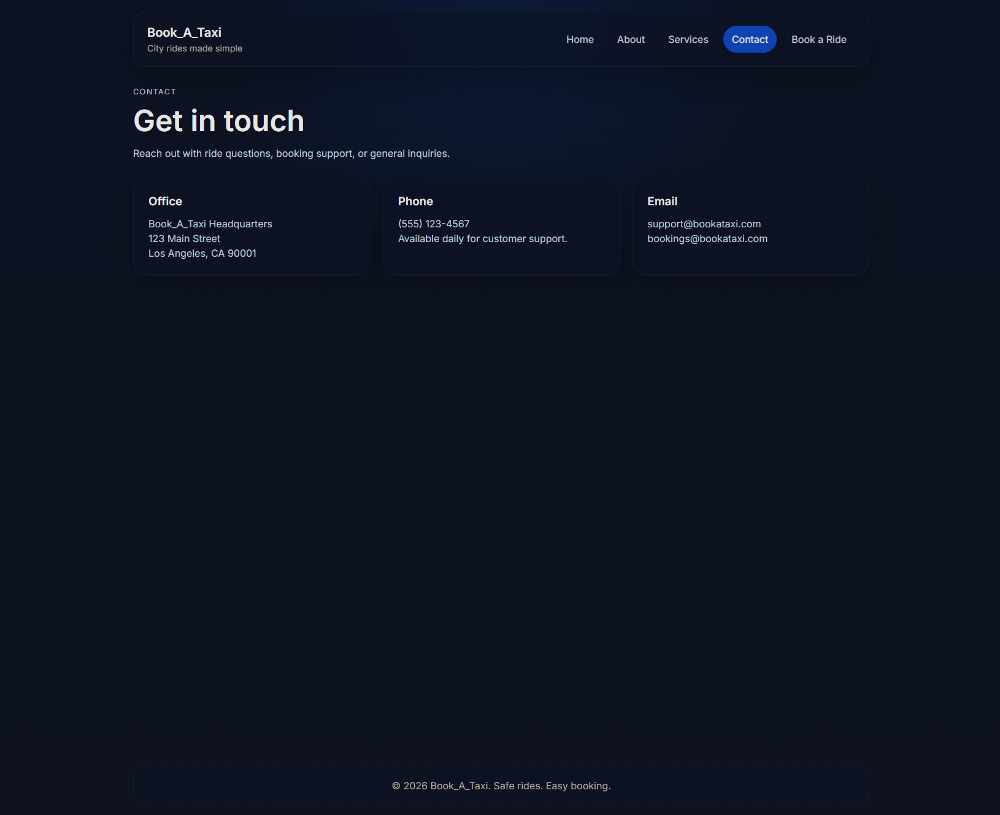 Book_A_Taxi
City rides made simple
Home
About
Services
Contact
Book a Ride
CONTACT
Get in touch
Reach out with ride questions, booking support, or general inquiries.
Office
Book_A_Taxi Headquarters
123 Main Street
Los Angeles, CA 90001
Phone
(555) 123-4567
Available daily for customer support.
Email
support@bookataxi.com
bookings@bookataxi.com
© 2026 Book_A_Taxi. Safe rides. Easy booking.